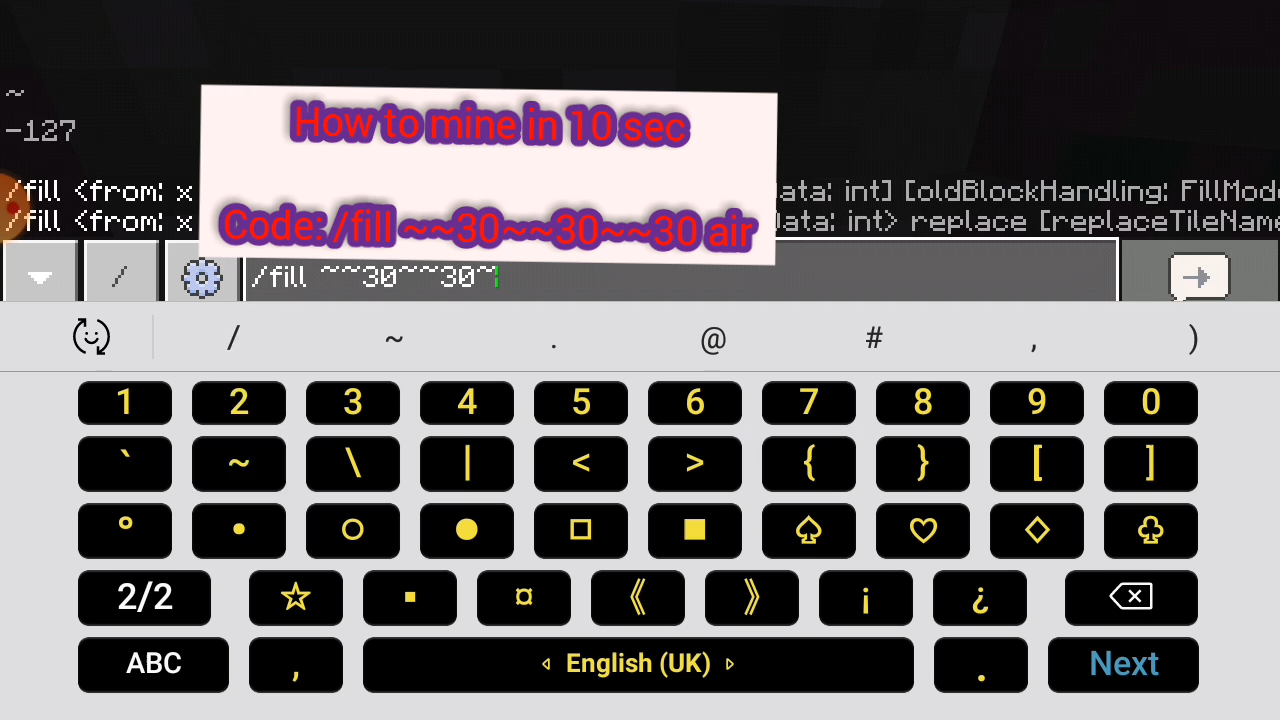 ~
-127
How to mine in 10 sec
/fill <from: x
ata: int] [oldBlockHandling: FillMod
/fill <from: x
Data: int> replace [replaceTileName
Code: /fill ~~30~~30~~30 air
/
/fill ~~30~~30~
/ ~ . @ # , )
1 2 3 4 5 6 7 8 9 0
` ~ \ | < > { } [ ]
° • ○ ● □ ■ ♤ ♡ ◇ ♧
2/2 ☆ ▪ ¤ 《 》 ¡ ¿
ABC , English (UK) . Next